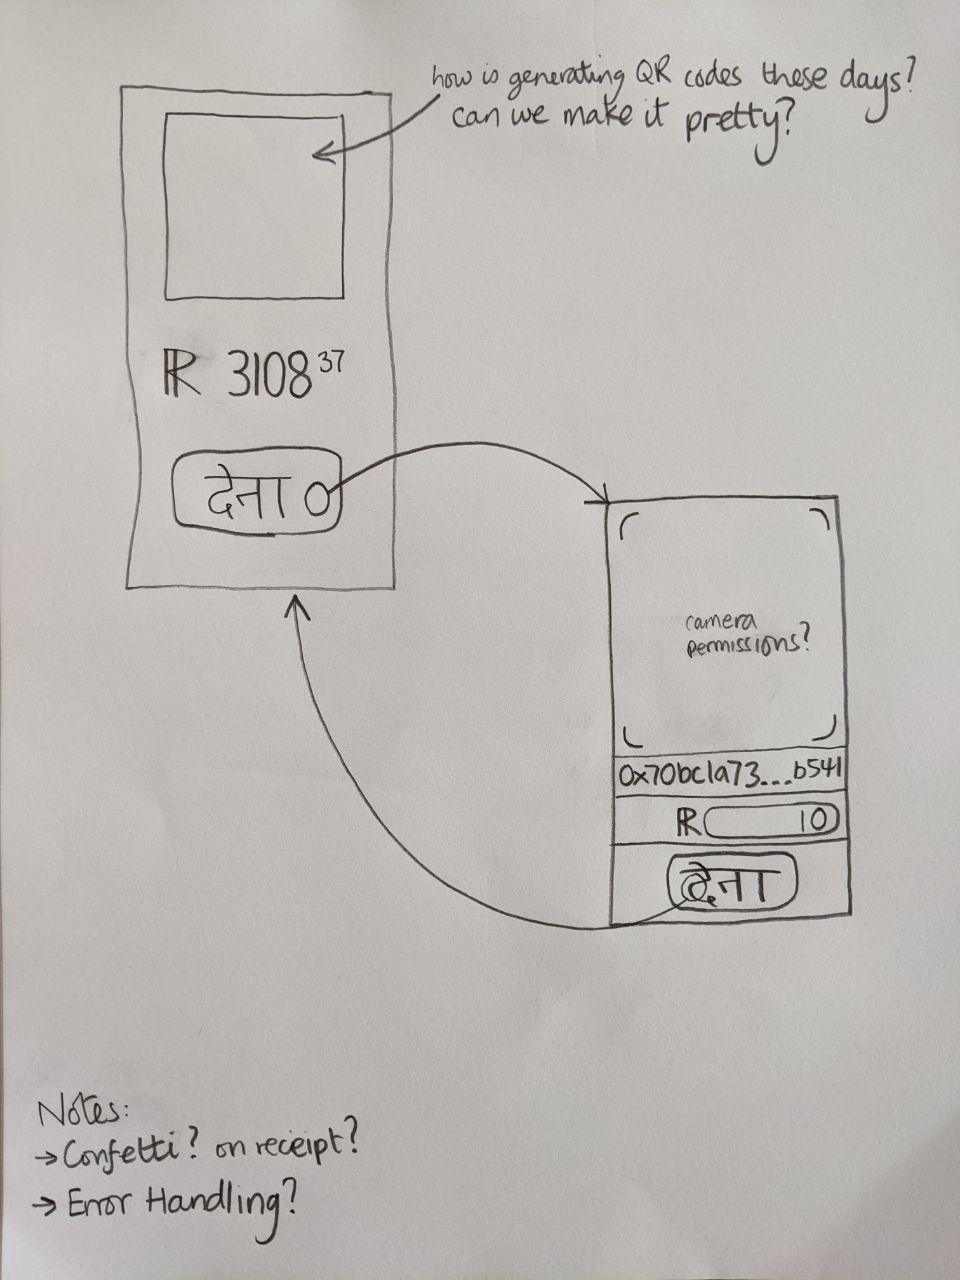 how is generating QR codes these days?
can we make it pretty?
R 3108 37
देना
camera
permissions?
0x70bc1a73...b541
R 10
देना
Notes:
→ Confetti? on receipt?
→ Error Handling?